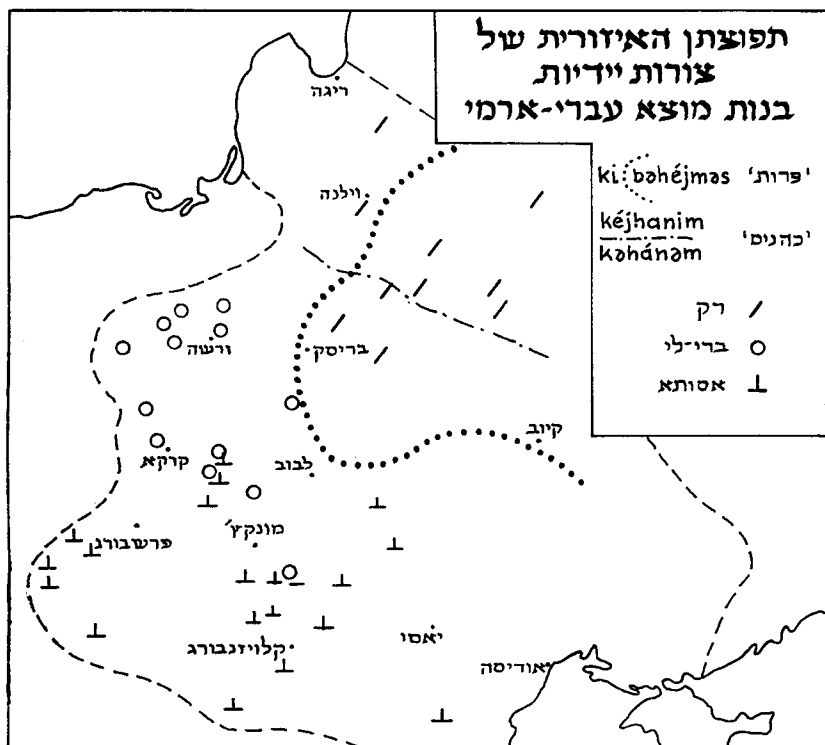 תפוצתן האיזורית של
צורות יידיות
בנות מוצא עברי-ארמי
ki bəhéjməs 'פרות'
kéjhanim
kəhánəm
'כהנים'
רק
ברי-לי
אסותא
ריגה
וילנה
ורשה
בריסק
קיוב
קרקא
לבוב
פרשבורג
מונקץ'
יאסו
קלויזנבורג
אודיסה